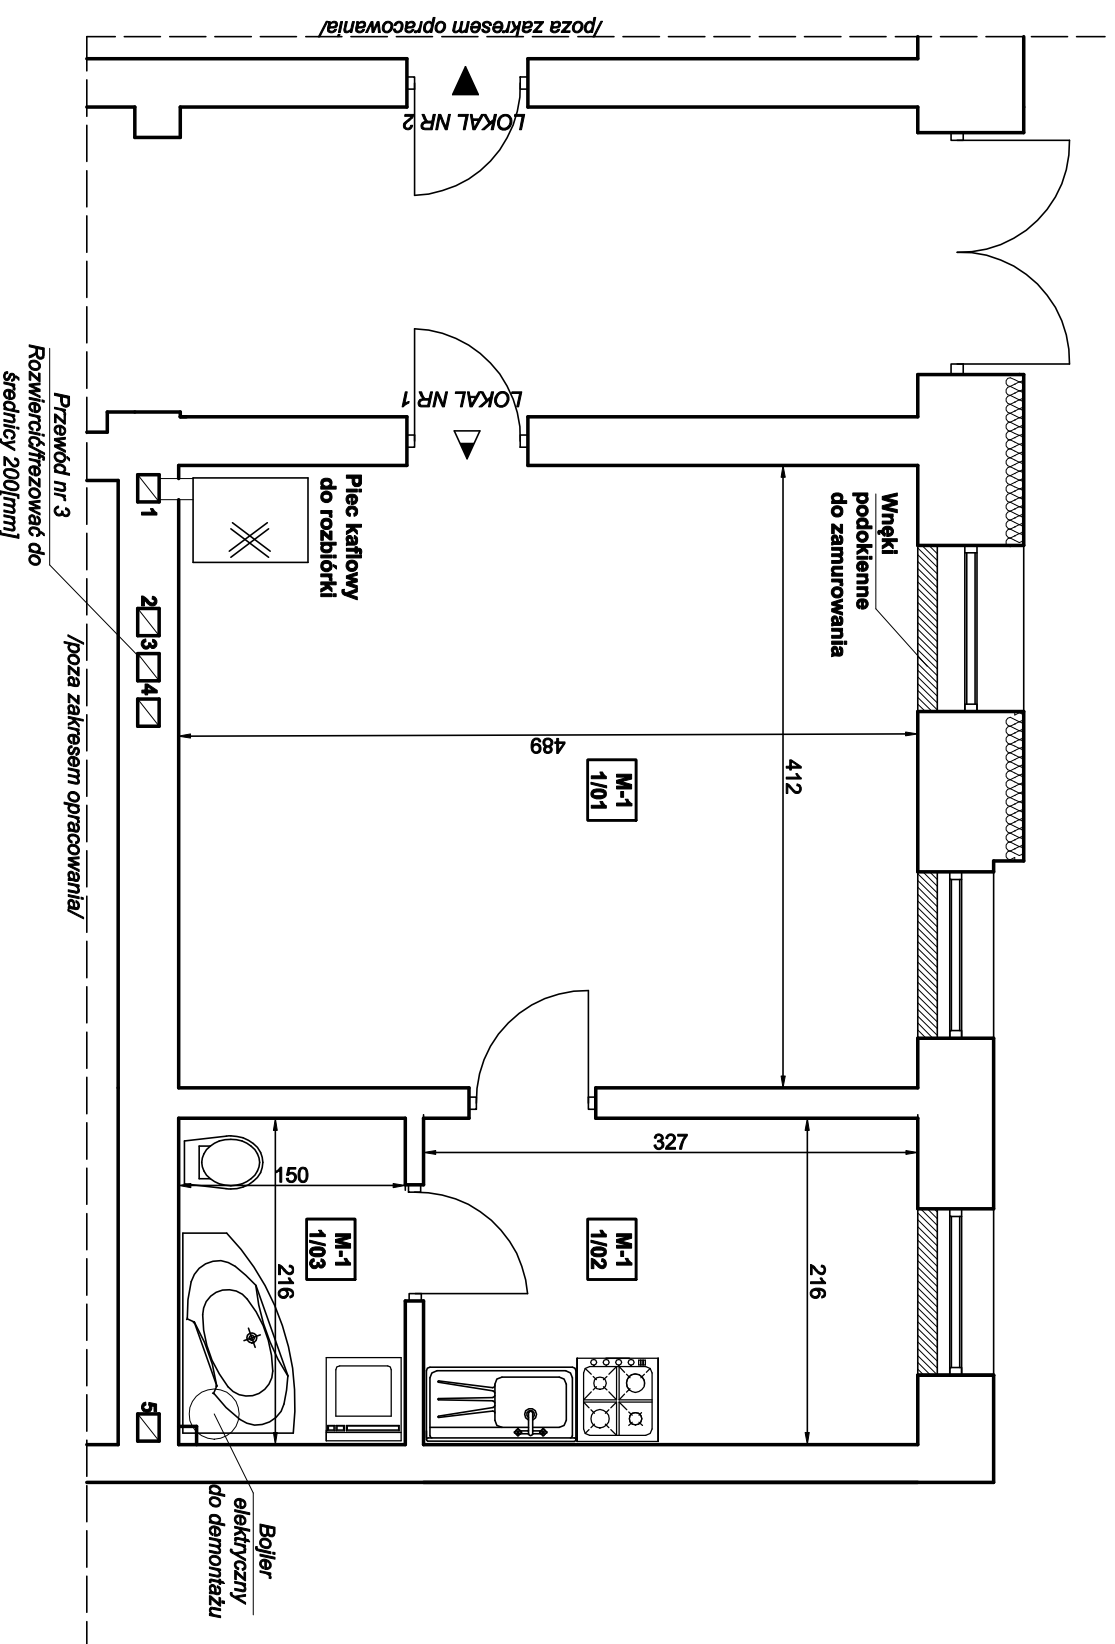 /poza zakresem opracowania/
LOKAL NR 2
LOKAL NR 1
Przewód nr 3
Rozwiercić/frezować do
średnicy 200[mm]
Piec kaflowy
do rozbiórki
Wnęki
podokienne
do zamurowania
1
2
3
4
/poza zakresem opracowania/
489
412
M-1
1/01
327
150
M-1
1/03
M-1
1/02
216
216
5
Bojler
elektryczny
do demontażu